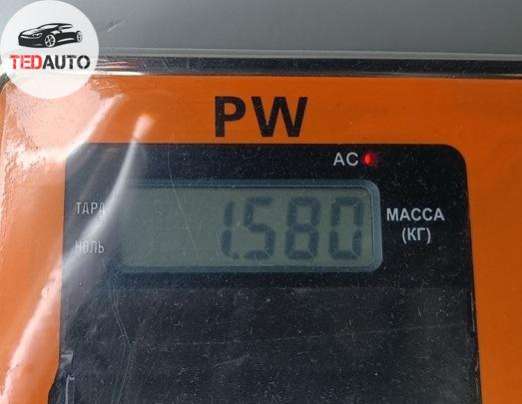 TEDAUTO
PW
AC
ТАРА
НОЛЬ
1.580
МАССА
(КГ)